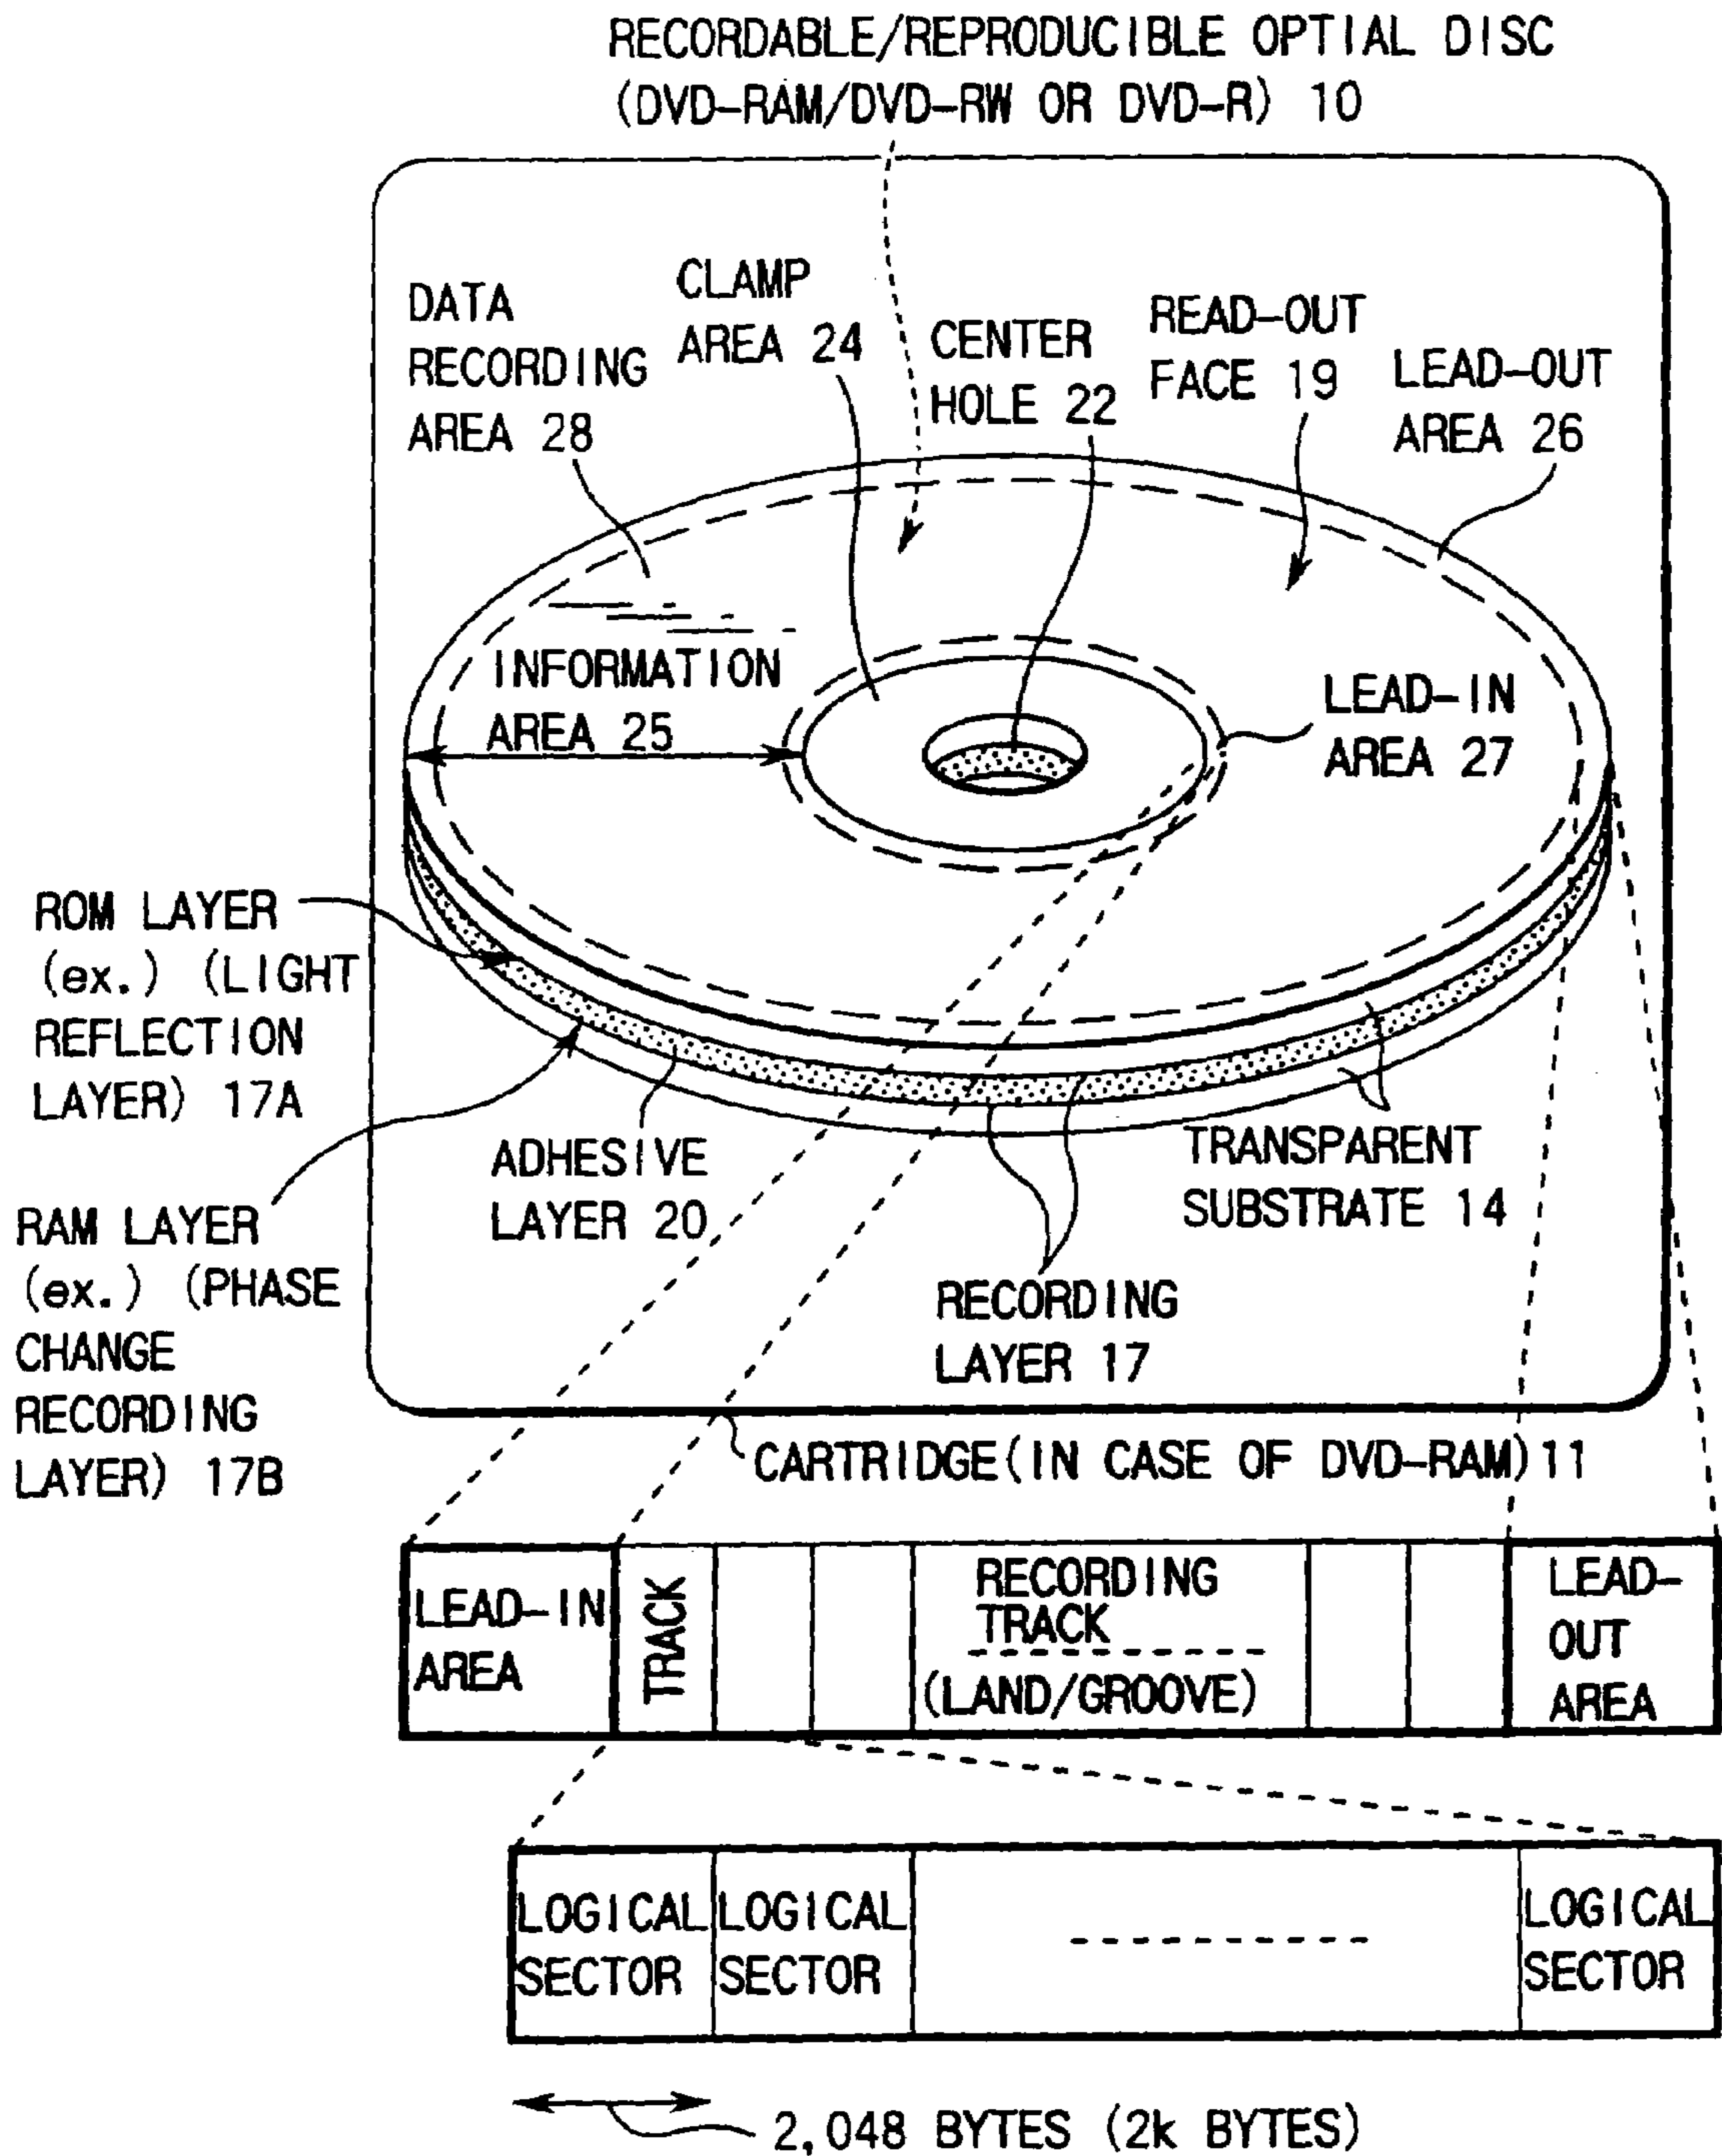 RECORDABLE/REPRODUCIBLE OPTIAL DISC
(DVD-RAM/DVD-RW OR DVD-R) 10
DATA
RECORDING
AREA 28
CLAMP
AREA 24
CENTER
HOLE 22
READ-OUT
FACE 19
LEAD-OUT
AREA 26
INFORMATION
AREA 25
LEAD-IN
AREA 27
ROM LAYER
(ex.) (LIGHT
REFLECTION
LAYER) 17A
ADHESIVE
LAYER 20
TRANSPARENT
SUBSTRATE 14
RAM LAYER
(ex.) (PHASE
CHANGE
RECORDING
LAYER) 17B
RECORDING
LAYER 17
CARTRIDGE(IN CASE OF DVD-RAM)11
LEAD-IN
AREA
TRACK
RECORDING
TRACK
(LAND/GROOVE)
LEAD-
OUT
AREA
LOGICAL
SECTOR
LOGICAL
SECTOR
LOGICAL
SECTOR
2,048 BYTES (2k BYTES)